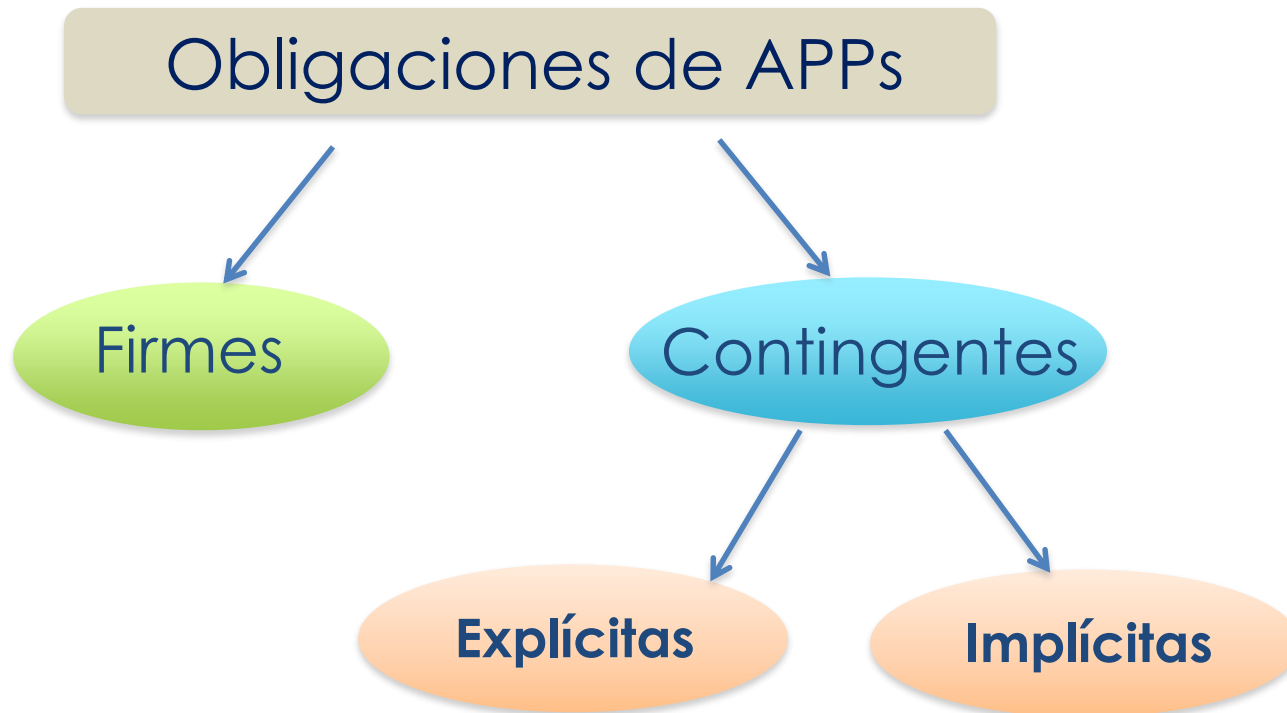 Obligaciones de APPs
Firmes
Contingentes
Explícitas
Implícitas